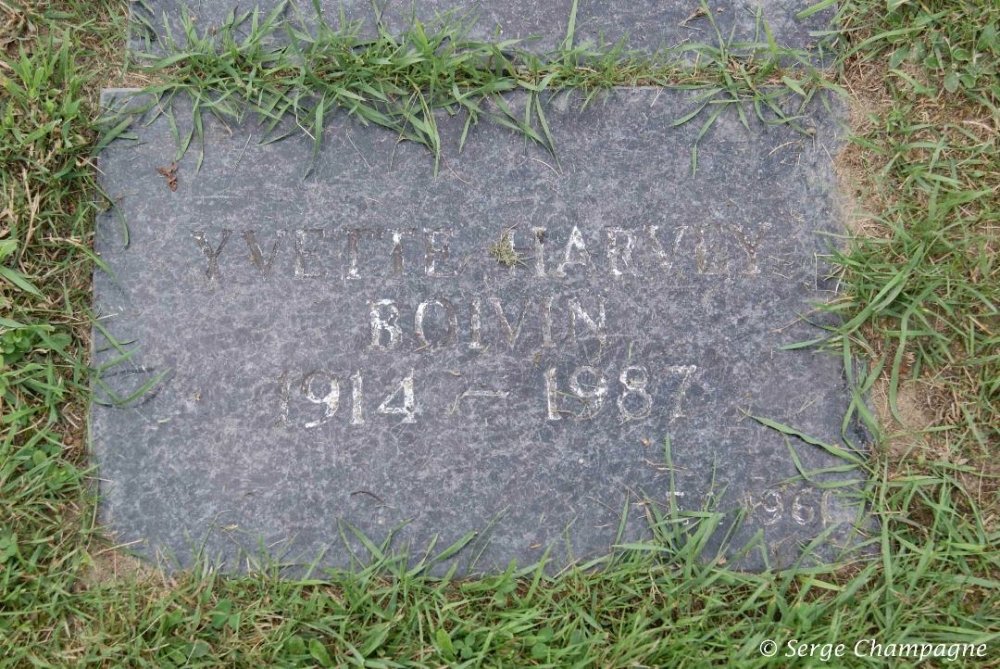 YVETTE HARVEY
BOIVIN
1914 - 1987
© Serge Champagne